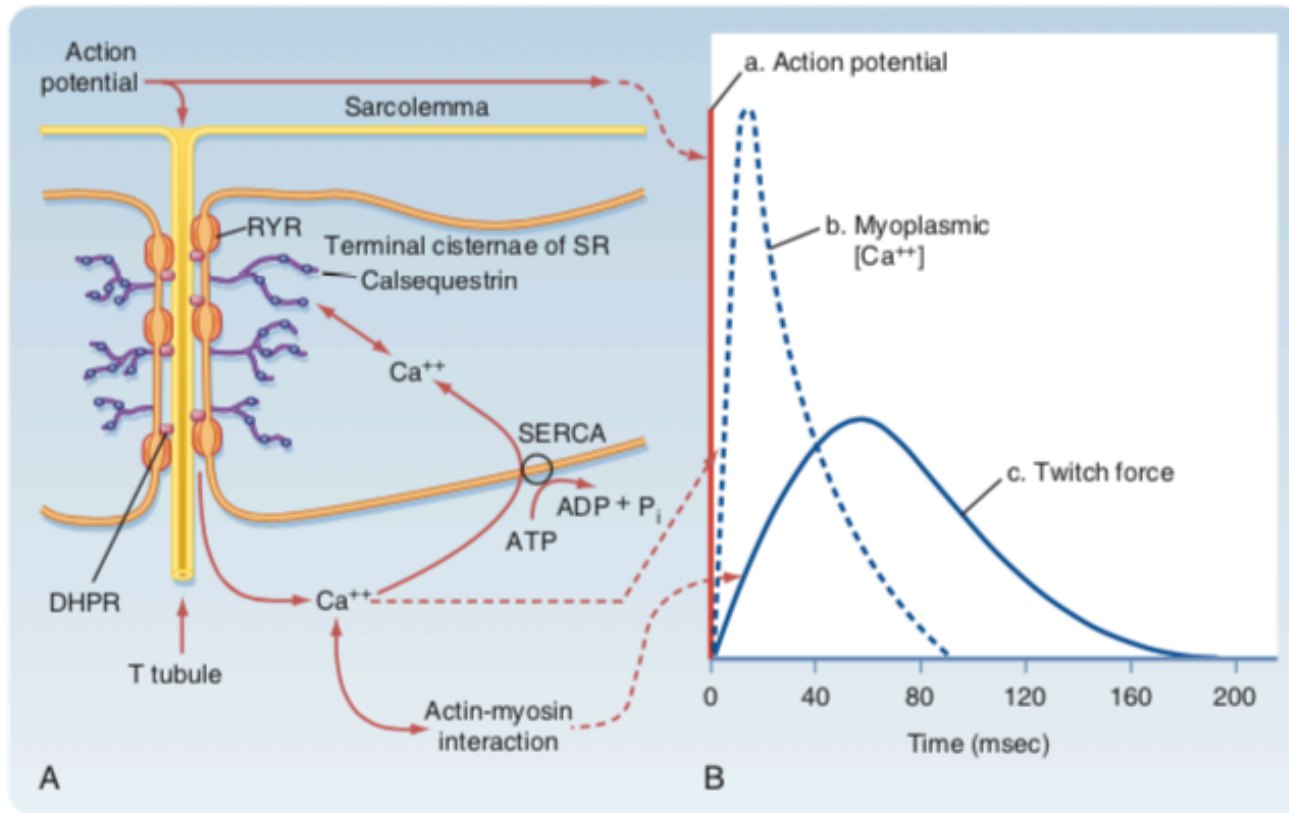 Action
potential
Sarcolemma
RYR
Terminal cisternae of SR
Calsequestrin
Ca++
SERCA
ADP + Pi
ATP
DHPR
Ca++
T tubule
Actin-myosin
interaction
A
a. Action potential
b. Myoplasmic
[Ca++]
c. Twitch force
0 40 80 120 160 200
Time (msec)
B